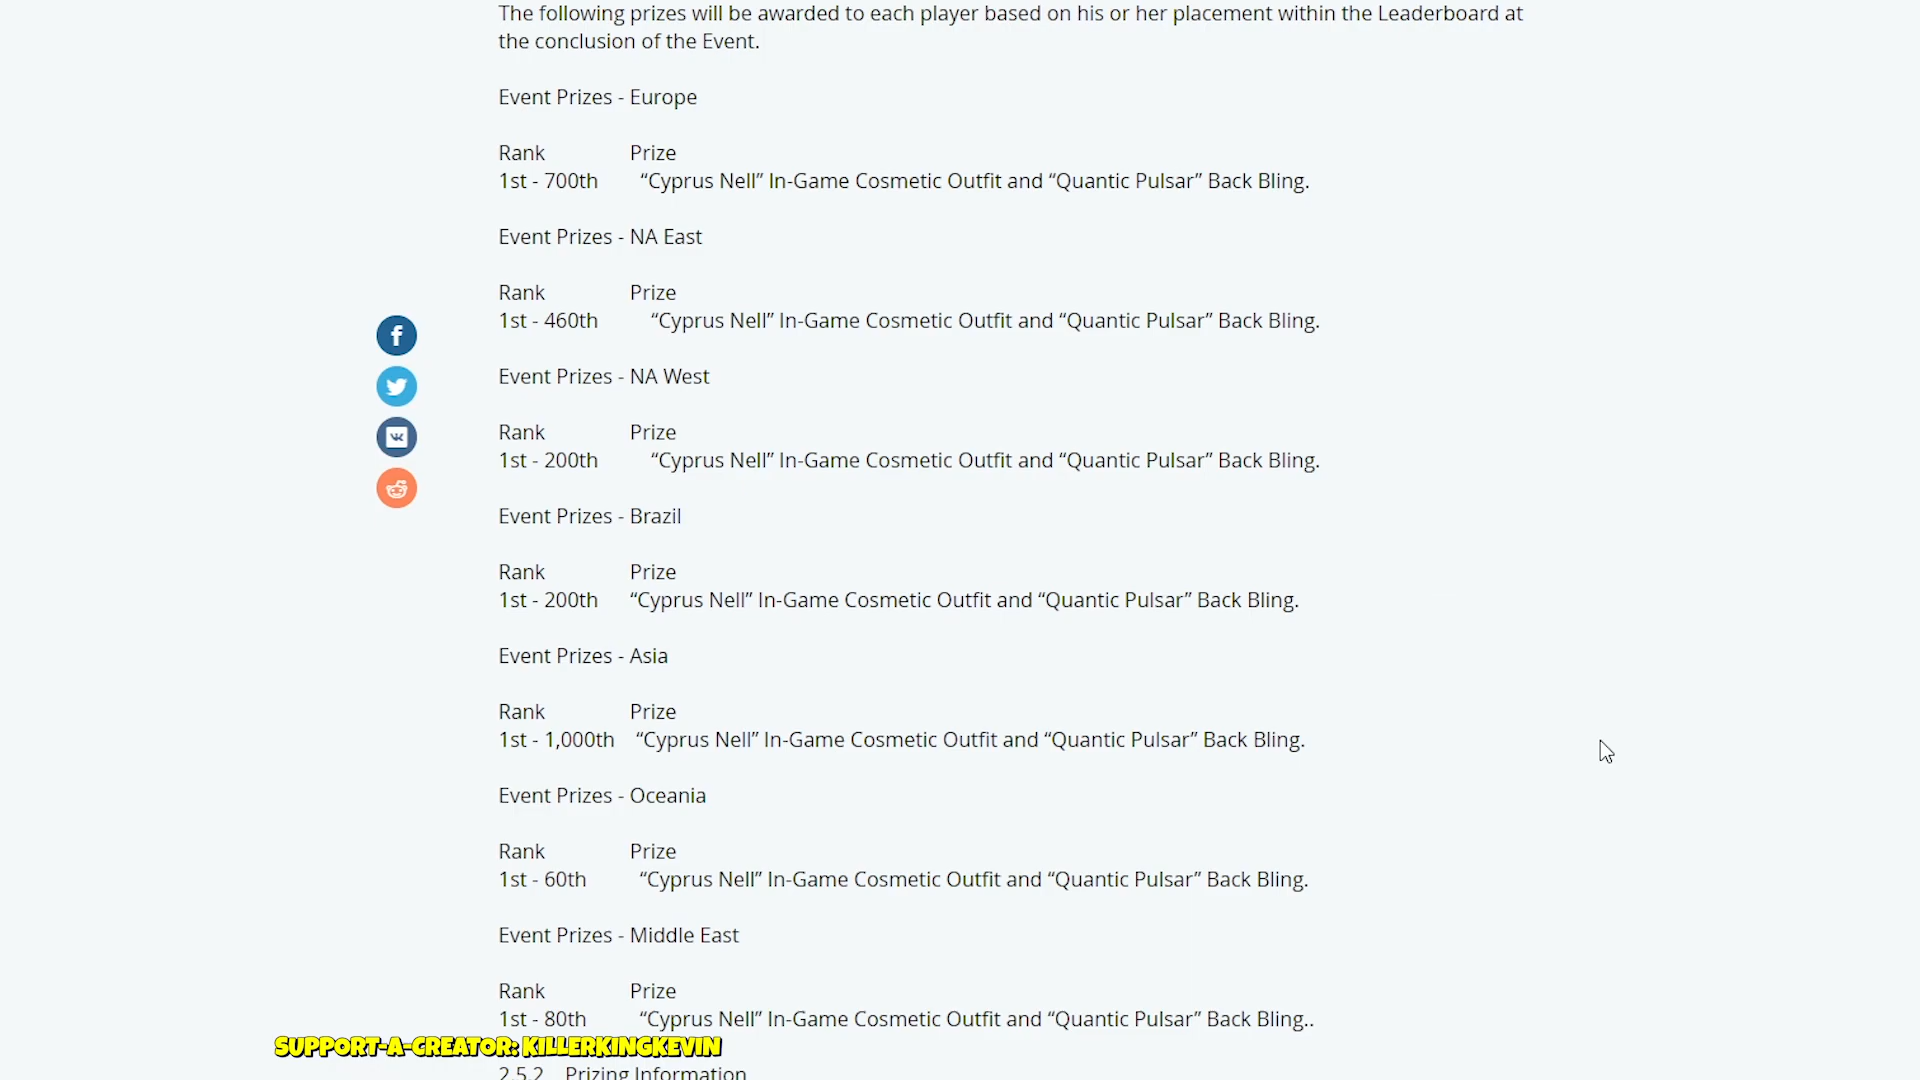 The following prizes will be awarded to each player based on his or her placement within the Leaderboard at
the conclusion of the Event.
Event Prizes - Europe
Rank Prize
1st - 700th “Cyprus Nell” In-Game Cosmetic Outfit and “Quantic Pulsar” Back Bling.
Event Prizes - NA East
Rank Prize
1st - 460th “Cyprus Nell” In-Game Cosmetic Outfit and “Quantic Pulsar” Back Bling.
Event Prizes - NA West
Rank Prize
1st - 200th “Cyprus Nell” In-Game Cosmetic Outfit and “Quantic Pulsar” Back Bling.
Event Prizes - Brazil
Rank Prize
1st - 200th “Cyprus Nell” In-Game Cosmetic Outfit and “Quantic Pulsar” Back Bling.
Event Prizes - Asia
Rank Prize
1st - 1,000th “Cyprus Nell” In-Game Cosmetic Outfit and “Quantic Pulsar” Back Bling.
Event Prizes - Oceania
Rank Prize
1st - 60th “Cyprus Nell” In-Game Cosmetic Outfit and “Quantic Pulsar” Back Bling.
Event Prizes - Middle East
Rank Prize
1st - 80th “Cyprus Nell” In-Game Cosmetic Outfit and “Quantic Pulsar” Back Bling..
SUPPORT-A-CREATOR: KILLERKINGKEVIN
2.5.2 Prizing Information